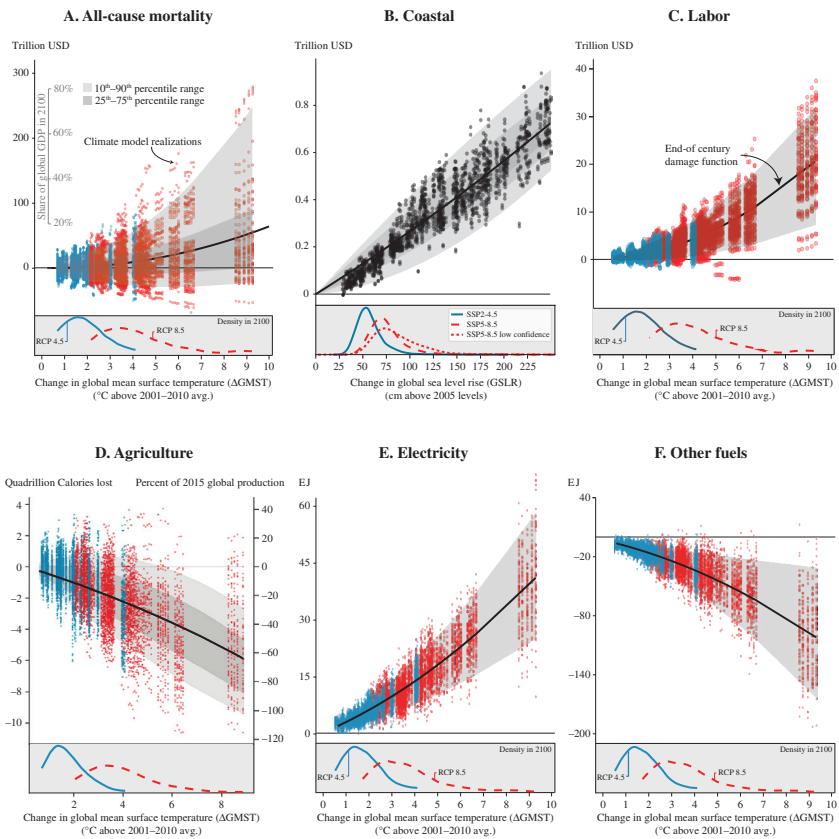 A. All-cause mortality
Trillion USD
300
200
100
0
Share of global GDP in 2100
80%
60%
40%
20%
10th–90th percentile range
25th–75th percentile range
Climate model realizations
Density in 2100
RCP 4.5
RCP 8.5
0 1 2 3 4 5 6 7 8 9 10
Change in global mean surface temperature (ΔGMST)
(°C above 2001–2010 avg.)
B. Coastal
Trillion USD
0.8
0.6
0.4
0.2
0
SSP2-4.5
SSP5-8.5
SSP5-8.5 low confidence
0 25 50 75 100 125 150 175 200 225
Change in global sea level rise (GSLR)
(cm above 2005 levels)
C. Labor
Trillion USD
40
30
20
10
0
End-of century
damage function
Density in 2100
RCP 4.5
RCP 8.5
0 1 2 3 4 5 6 7 8 9 10
Change in global mean surface temperature (ΔGMST)
(°C above 2001–2010 avg.)
D. Agriculture
Quadrillion Calories lost
Percent of 2015 global production
4
2
0
−2
−4
−6
−8
−10
40
20
0
−20
−40
−60
−80
−100
−120
2 4 6 8
Change in global mean surface temperature (ΔGMST)
(°C above 2001–2010 avg.)
E. Electricity
EJ
60
45
30
15
0
Density in 2100
RCP 4.5
RCP 8.5
0 1 2 3 4 5 6 7 8 9 10
Change in global mean surface temperature (ΔGMST)
(°C above 2001–2010 avg.)
F. Other fuels
EJ
40
−20
−80
−140
−200
Density in 2100
RCP 4.5
RCP 8.5
0 1 2 3 4 5 6 7 8 9 10
Change in global mean surface temperature (ΔGMST)
(°C above 2001–2010 avg.)